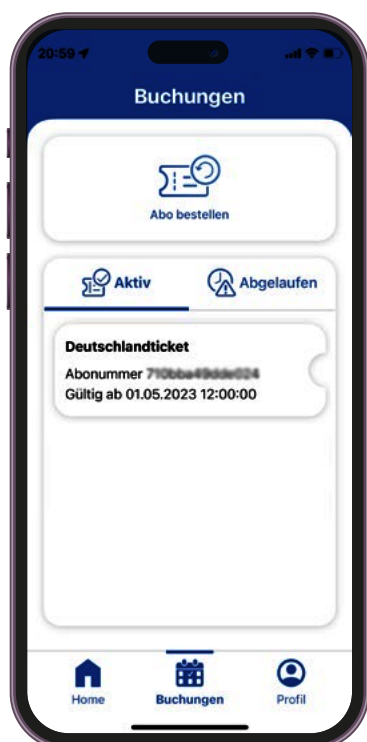 20:59
Buchungen
Abo bestellen
Aktiv
Abgelaufen
Deutschlandticket
Abonummer
Gültig ab 01.05.2023 12:00:00
Home
Buchungen
Profil